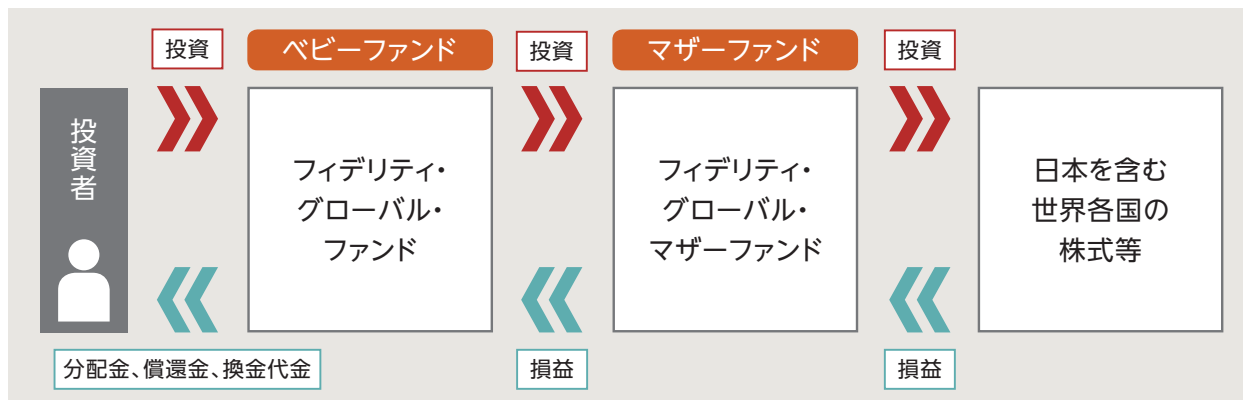 投資
ベビーファンド
投資
マザーファンド
投資
投資者
フィデリティ・
グローバル・
ファンド
フィデリティ・
グローバル・
マザーファンド
日本を含む
世界各国の
株式等
分配金、償還金、換金代金
損益
損益